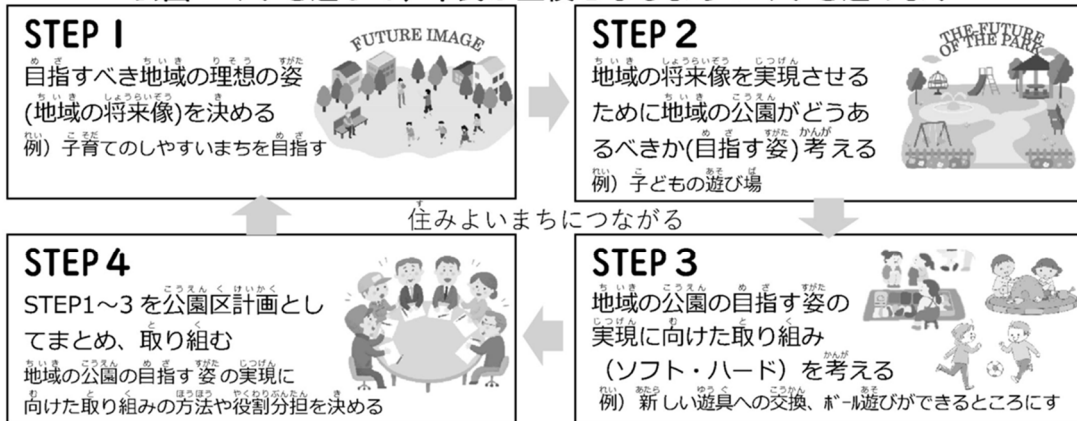 STEP 1
目指すべき地域の理想の姿
(地域の将来像)を決める
例）子育てのしやすいまちを目指す
FUTURE IMAGE
STEP 2
地域の将来像を実現させる
ために地域の公園がどうあ
るべきか(目指す姿)考える
例）子どもの遊び場
THE FUTURE
OF THE PARK
住みよいまちにつながる
STEP 4
STEP1～3を公園区計画とし
てまとめ、取り組む
地域の公園の目指す姿の実現に
向けた取り組みの方法や役割分担を決める
STEP 3
地域の公園の目指す姿の
実現に向けた取り組み
（ソフト・ハード）を考える
例）新しい遊具への交換、ﾎﾞｰﾙ遊びができるところにす